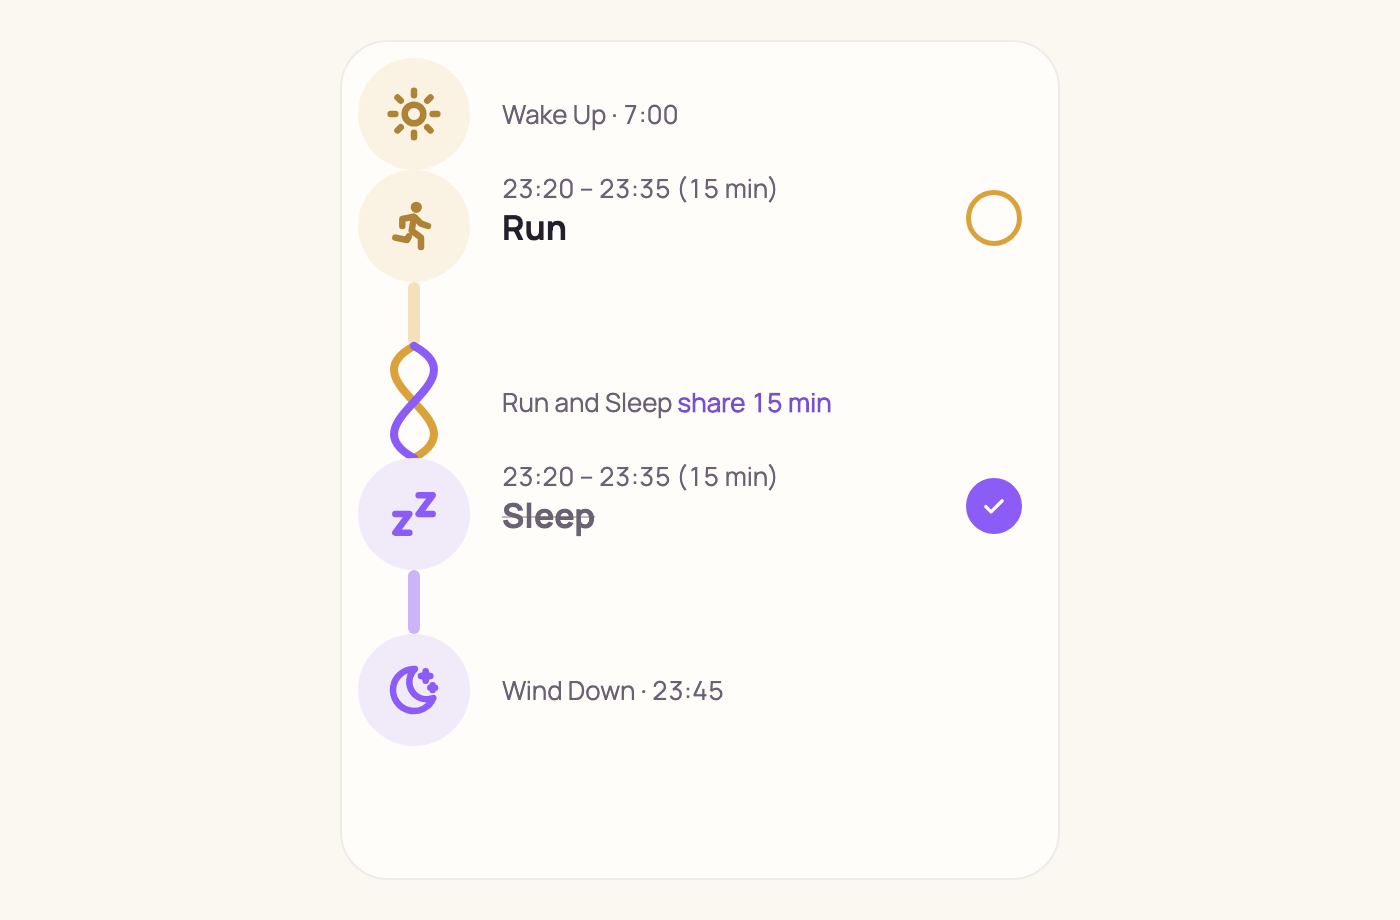 Wake Up · 7:00
23:20 – 23:35 (15 min)
Run
Run and Sleep share 15 min
23:20 – 23:35 (15 min)
Sleep
Wind Down · 23:45